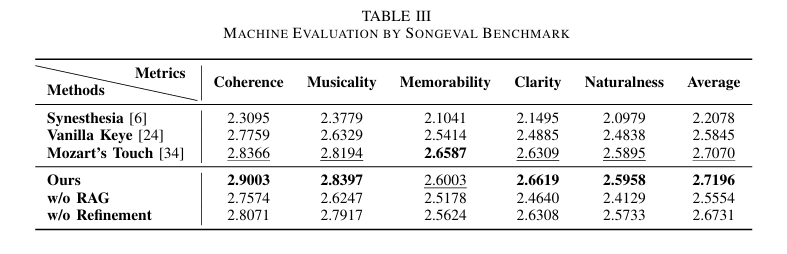 TABLE III
MACHINE EVALUATION BY SONGEVAL BENCHMARK
Metrics
Methods Coherence Musicality Memorability Clarity Naturalness Average
Synesthesia [6] 2.3095 2.3779 2.1041 2.1495 2.0979 2.2078
Vanilla Keye [24] 2.7759 2.6329 2.5414 2.4885 2.4838 2.5845
Mozart's Touch [34] 2.8366 2.8194 2.6587 2.6309 2.5895 2.7070
Ours 2.9003 2.8397 2.6003 2.6619 2.5958 2.7196
w/o RAG 2.7574 2.6247 2.5178 2.4640 2.4129 2.5554
w/o Refinement 2.8071 2.7917 2.5624 2.6308 2.5733 2.6731